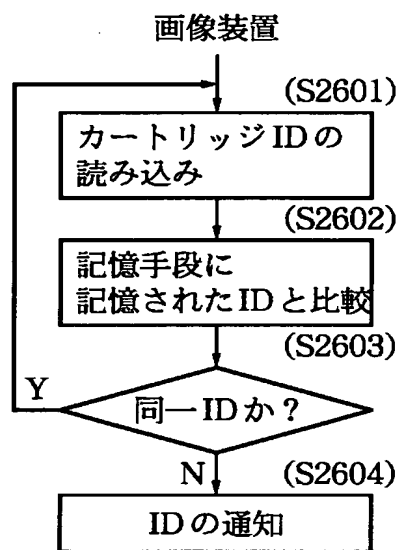 画像装置
(S2601)
カートリッジIDの
読み込み
(S2602)
記憶手段に
記憶されたIDと比較
(S2603)
同一IDか？
Y
N
(S2604)
IDの通知